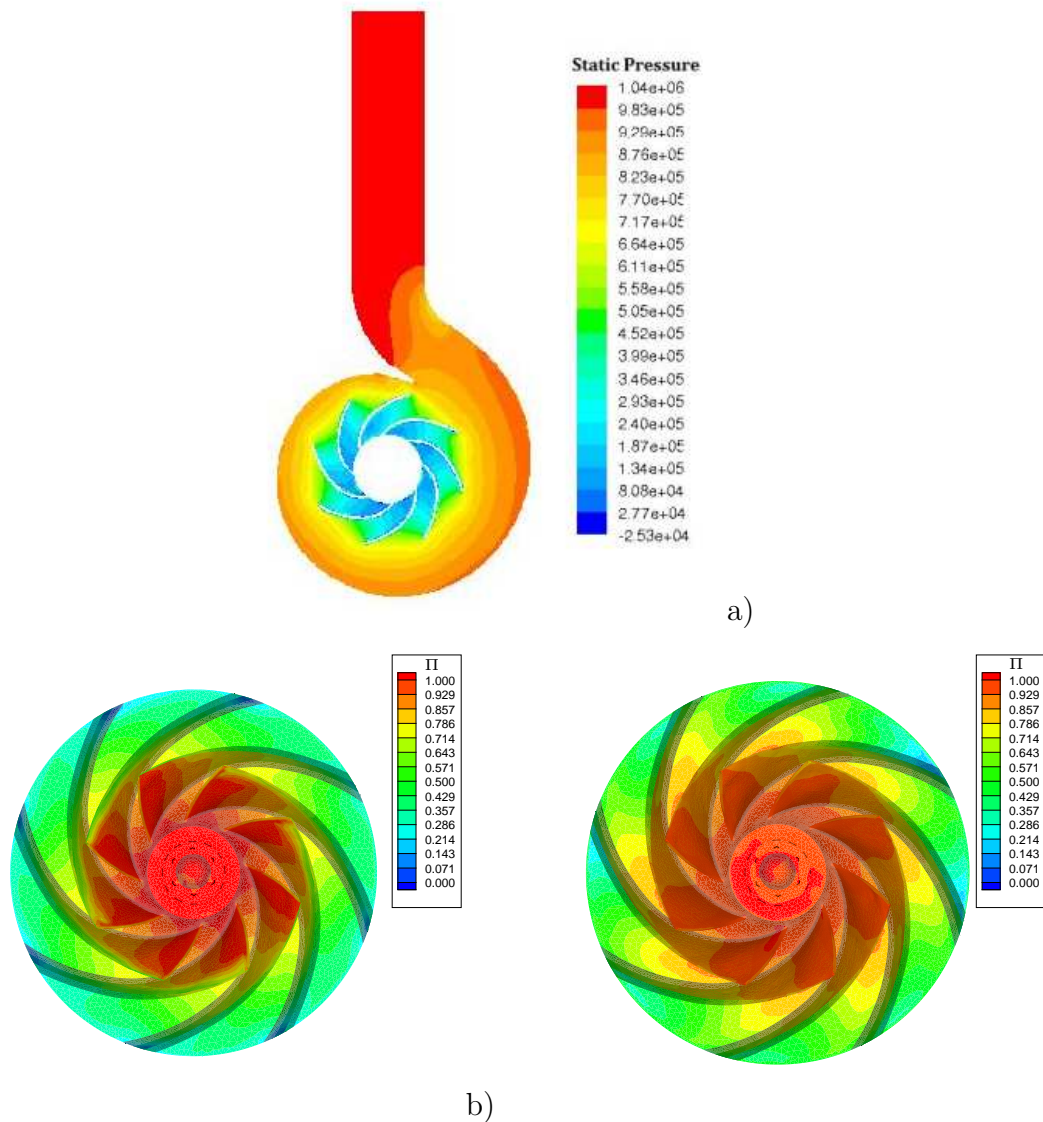 Static Pressure
1.04e+06
9.83e+05
9.29e+05
8.76e+05
8.23e+05
7.70e+05
7.17e+05
6.64e+05
6.11e+05
5.58e+05
5.05e+05
4.52e+05
3.99e+05
3.46e+05
2.93e+05
2.40e+05
1.87e+05
1.34e+05
8.08e+04
2.77e+04
-2.53e+04
a)
Π
1.000
0.929
0.857
0.786
0.714
0.643
0.571
0.500
0.429
0.357
0.286
0.214
0.143
0.071
0.000
Π
1.000
0.929
0.857
0.786
0.714
0.643
0.571
0.500
0.429
0.357
0.286
0.214
0.143
0.071
0.000
b)